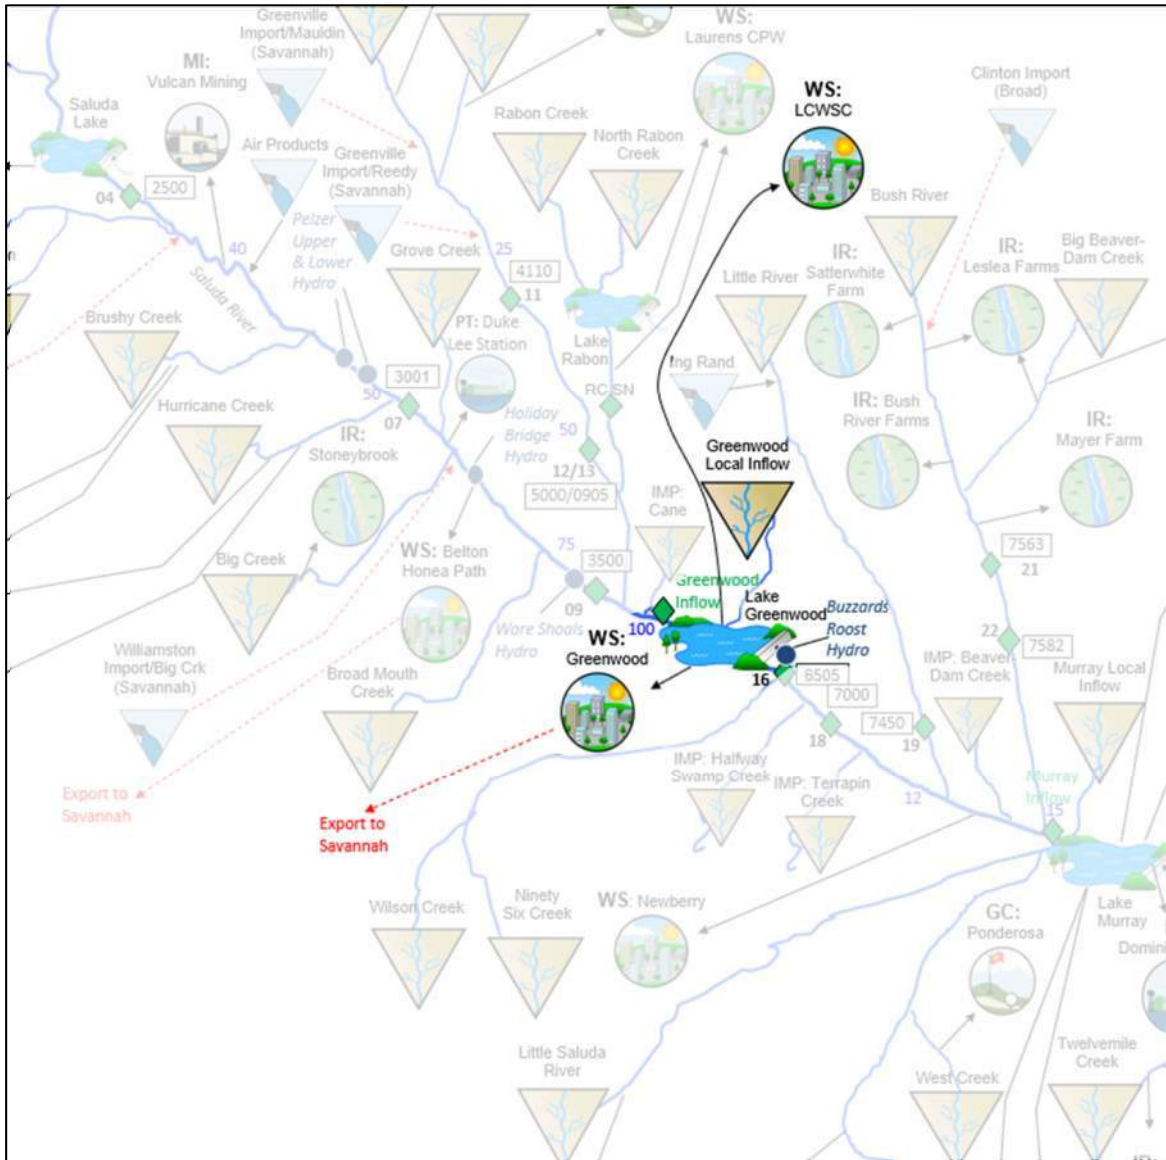 Greenville
Import/Mauldin
(Savannah)
WS:
Laurens CPW
MI:
Vulcan Mining
WS:
LCWSC
Clinton Import
(Broad)
Saluda
Lake
Air Products
Greenville
Import/Reedy
(Savannah)
Rabon Creek
North Rabon
Creek
04
2500
Pelzer
Upper
& Lower
Hydro
40
Saluda River
Grove Creek
25
4110
11
Little River
IR:
Satterwhite
Farm
Bush River
IR:
Leslea Farms
Big Beaver-
Dam Creek
Brushy Creek
PT: Duke
Lee Station
Lake
Rabon
Ing Rand
3001
50
07
RC SN
Hurricane Creek
IR:
Stoneybrook
Holiday
Bridge
Hydro
50
12/13
5000/0905
Greenwood
Local Inflow
IR: Bush
River Farms
IR:
Mayer Farm
IMP:
Cane
Big Creek
WS: Belton
Honea Path
75
3500
09
Ware Shoals
Hydro
7563
21
Greenwood
Inflow
100
Lake
Greenwood
Buzzards
Roost
Hydro
22
7582
WS:
Greenwood
16
6505
7000
IMP: Beaver-
Dam Creek
Murray Local
Inflow
Williamston
Import/Big Crk
(Savannah)
Broad Mouth
Creek
18
7450
19
IMP: Halfway
Swamp Creek
IMP: Terrapin
Creek
12
Murray
Inflow
15
Export to
Savannah
Export to
Savannah
Wilson Creek
Ninety
Six Creek
WS: Newberry
GC:
Ponderosa
Lake
Murray
Domini
Little Saluda
River
West Creek
Twelvemile
Creek
IR: